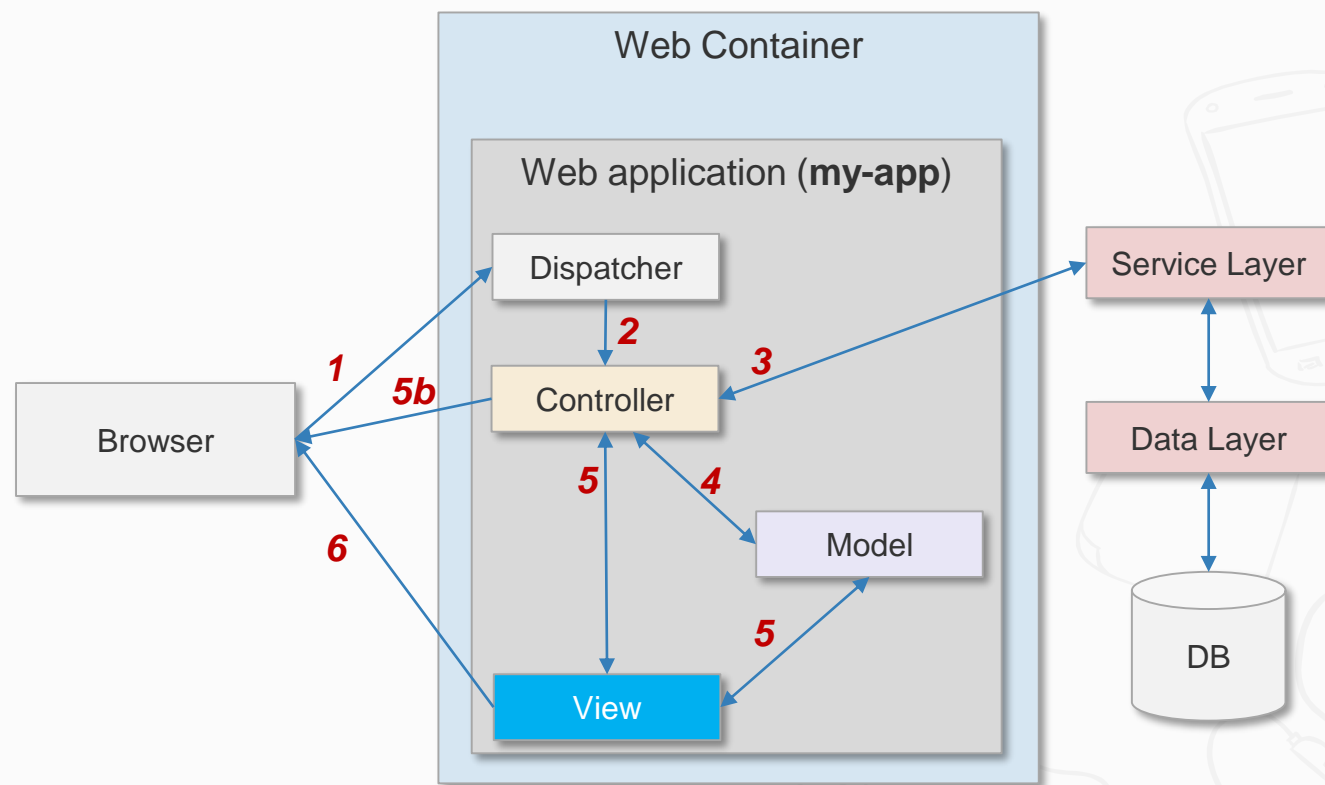 Web Container
Web application (my-app)
Dispatcher
Service Layer
2
1
3
5b
Controller
Browser
Data Layer
5
4
6
Model
5
DB
View